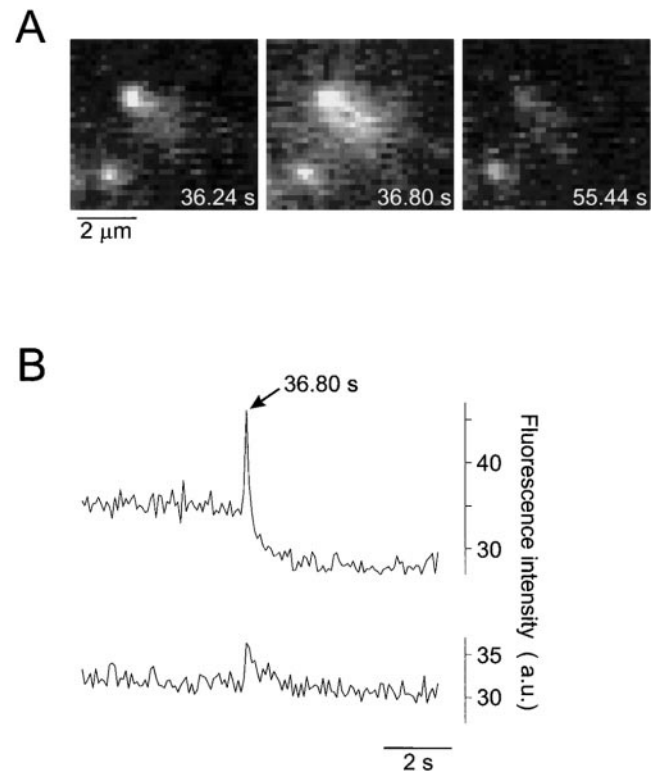 A
36.24 s
36.80 s
55.44 s
2 μm
B
36.80 s
40
30
35
30
Fluorescence intensity ( a.u.)
2 s